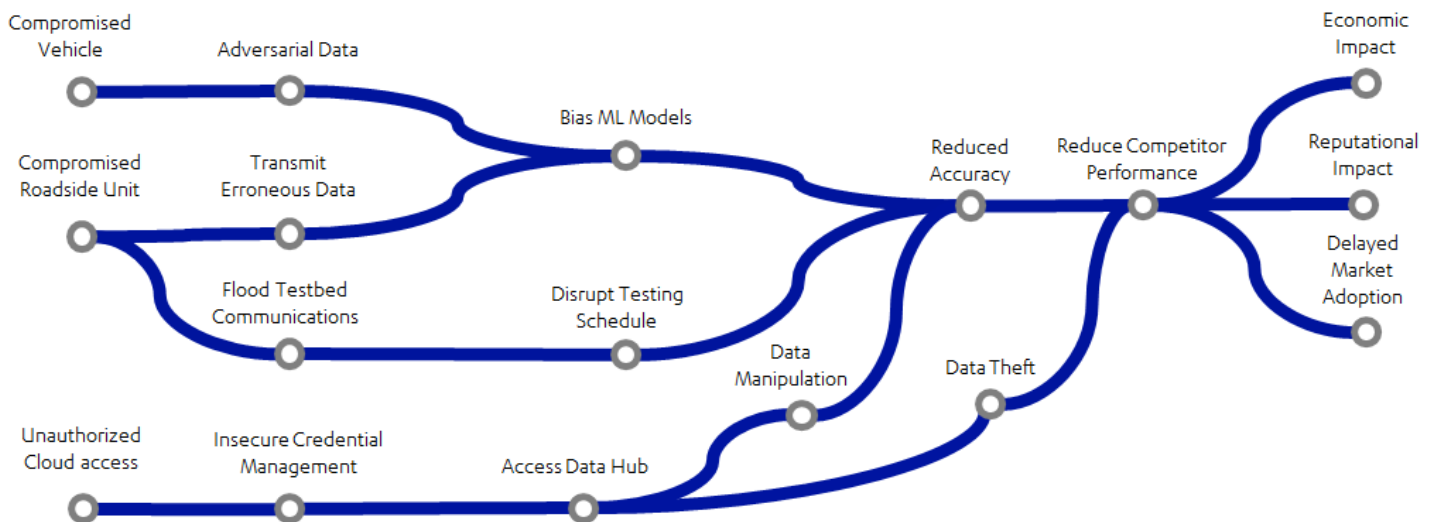 Compromised
Vehicle
Adversarial Data
Bias ML Models
Economic
Impact
Compromised
Roadside Unit
Transmit
Erroneous Data
Reduced
Accuracy
Reduce Competitor
Performance
Reputational
Impact
Flood Testbed
Communications
Disrupt Testing
Schedule
Delayed
Market
Adoption
Data
Manipulation
Data Theft
Unauthorized
Cloud access
Insecure Credential
Management
Access Data Hub